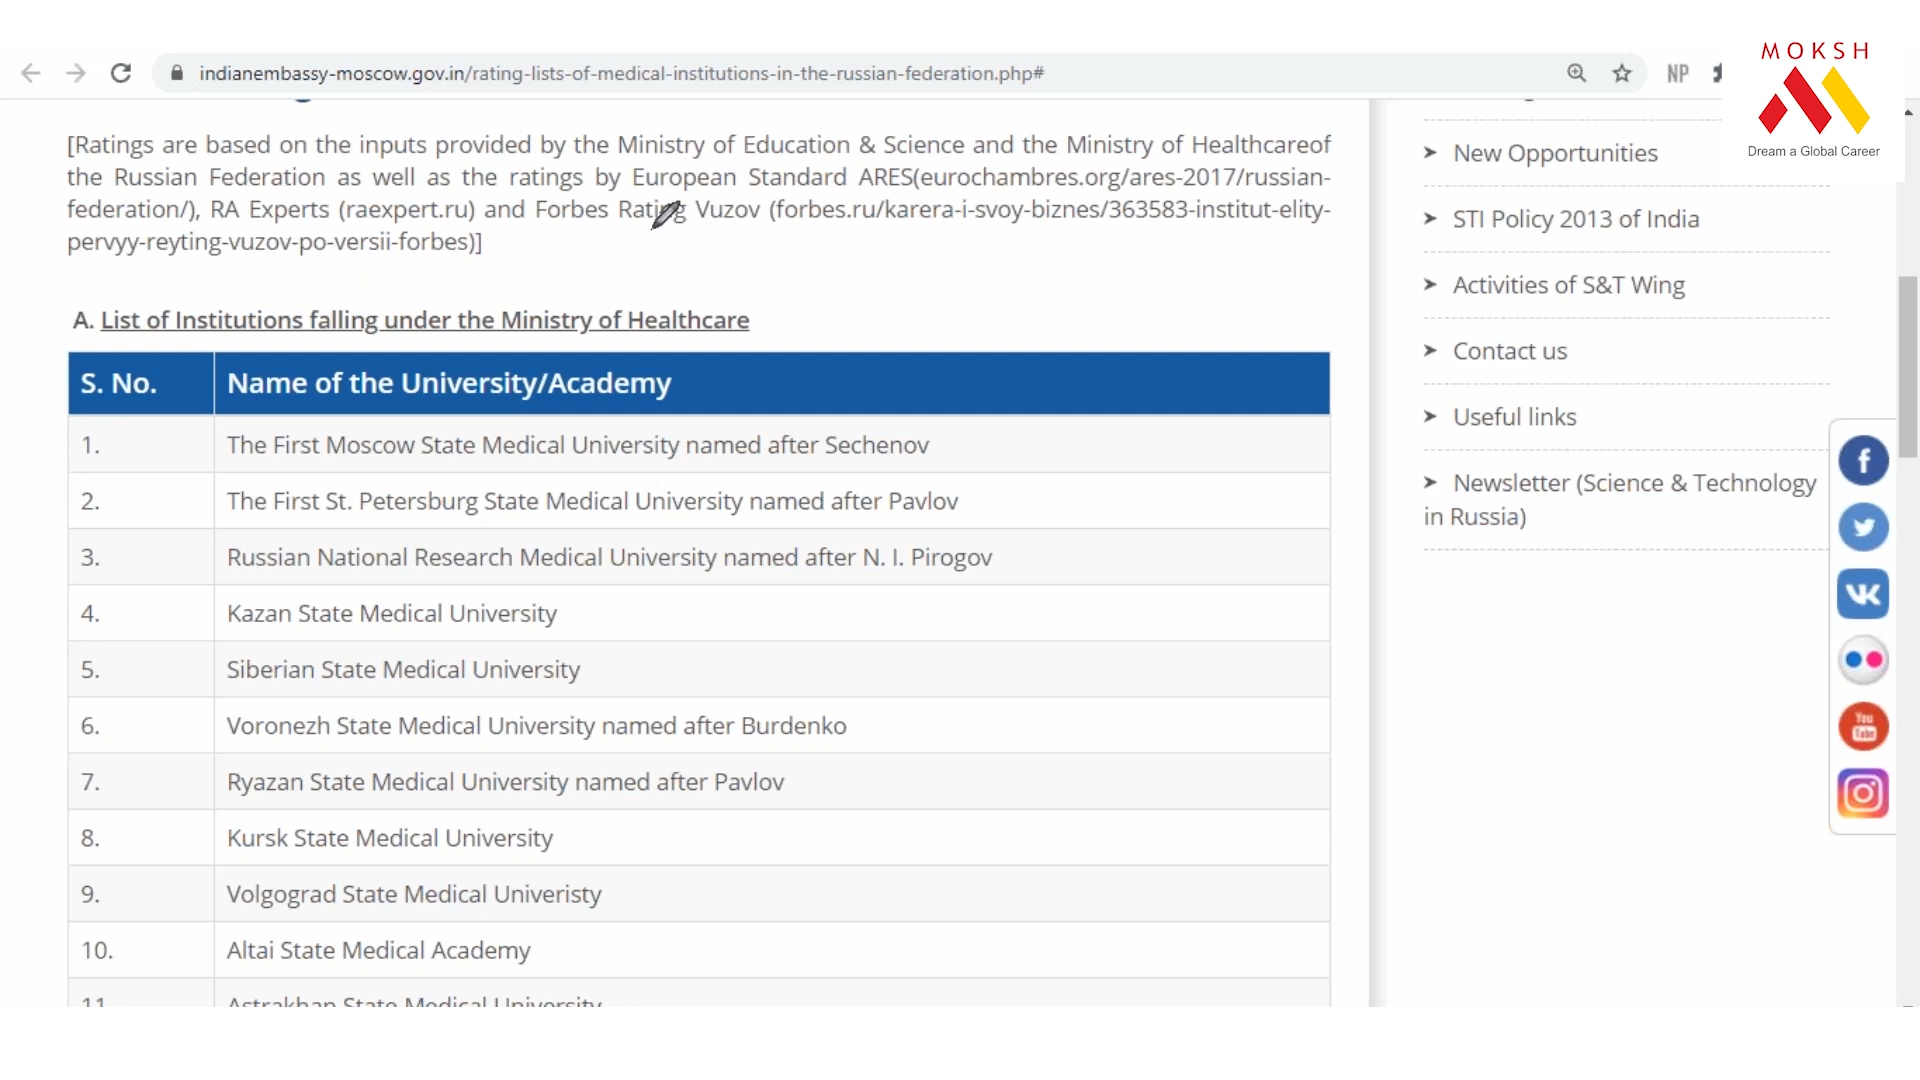 indianembassy-moscow.gov.in/rating-lists-of-medical-institutions-in-the-russian-federation.php#
NP
MOKSH
Dream a Global Career
[Ratings are based on the inputs provided by the Ministry of Education & Science and the Ministry of Healthcareof
the Russian Federation as well as the ratings by European Standard ARES(eurochambres.org/ares-2017/russian-
federation/), RA Experts (raexpert.ru) and Forbes Rating Vuzov (forbes.ru/karera-i-svoy-biznes/363583-institut-elity-
pervyy-reyting-vuzov-po-versii-forbes)]
A. List of Institutions falling under the Ministry of Healthcare
S. No. Name of the University/Academy
1. The First Moscow State Medical University named after Sechenov
2. The First St. Petersburg State Medical University named after Pavlov
3. Russian National Research Medical University named after N. I. Pirogov
4. Kazan State Medical University
5. Siberian State Medical University
6. Voronezh State Medical University named after Burdenko
7. Ryazan State Medical University named after Pavlov
8. Kursk State Medical University
9. Volgograd State Medical Univeristy
10. Altai State Medical Academy
11. Astrakhan State Medical University
New Opportunities
STI Policy 2013 of India
Activities of S&T Wing
Contact us
Useful links
Newsletter (Science & Technology
in Russia)
f
You
Tube